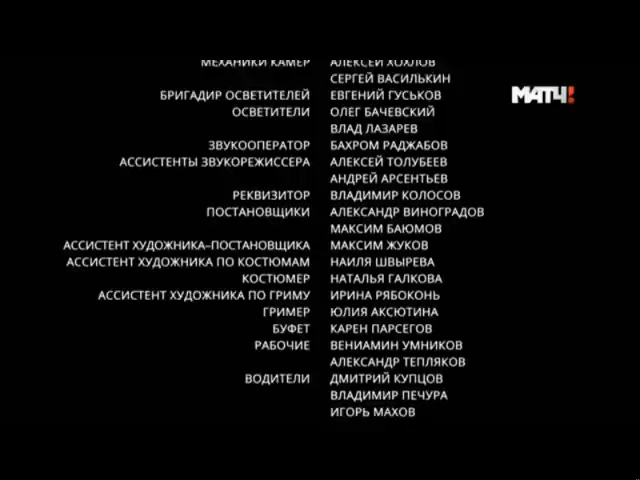 МЕХАНИКИ КАМЕР АЛЕКСЕЙ ХОХЛОВ
СЕРГЕЙ ВАСИЛЬКИН
БРИГАДИР ОСВЕТИТЕЛЕЙ ЕВГЕНИЙ ГУСЬКОВ
МАТЧ!
ОСВЕТИТЕЛИ ОЛЕГ БАЧЕВСКИЙ
ВЛАД ЛАЗАРЕВ
ЗВУКООПЕРАТОР БАХРОМ РАДЖАБОВ
АССИСТЕНТЫ ЗВУКОРЕЖИССЕРА АЛЕКСЕЙ ТОЛУБЕЕВ
АНДРЕЙ АРСЕНТЬЕВ
РЕКВИЗИТОР ВЛАДИМИР КОЛОСОВ
ПОСТАНОВЩИКИ АЛЕКСАНДР ВИНОГРАДОВ
МАКСИМ БАЮМОВ
АССИСТЕНТ ХУДОЖНИКА–ПОСТАНОВЩИКА МАКСИМ ЖУКОВ
АССИСТЕНТ ХУДОЖНИКА ПО КОСТЮМАМ НАИЛЯ ШВЫРЕВА
КОСТЮМЕР НАТАЛЬЯ ГАЛКОВА
АССИСТЕНТ ХУДОЖНИКА ПО ГРИМУ ИРИНА РЯБОКОНЬ
ГРИМЕР ЮЛИЯ АКСЮТИНА
БУФЕТ КАРЕН ПАРСЕГОВ
РАБОЧИЕ ВЕНИАМИН УМНИКОВ
АЛЕКСАНДР ТЕПЛЯКОВ
ВОДИТЕЛИ ДМИТРИЙ КУПЦОВ
ВЛАДИМИР ПЕЧУРА
ИГОРЬ МАХОВ